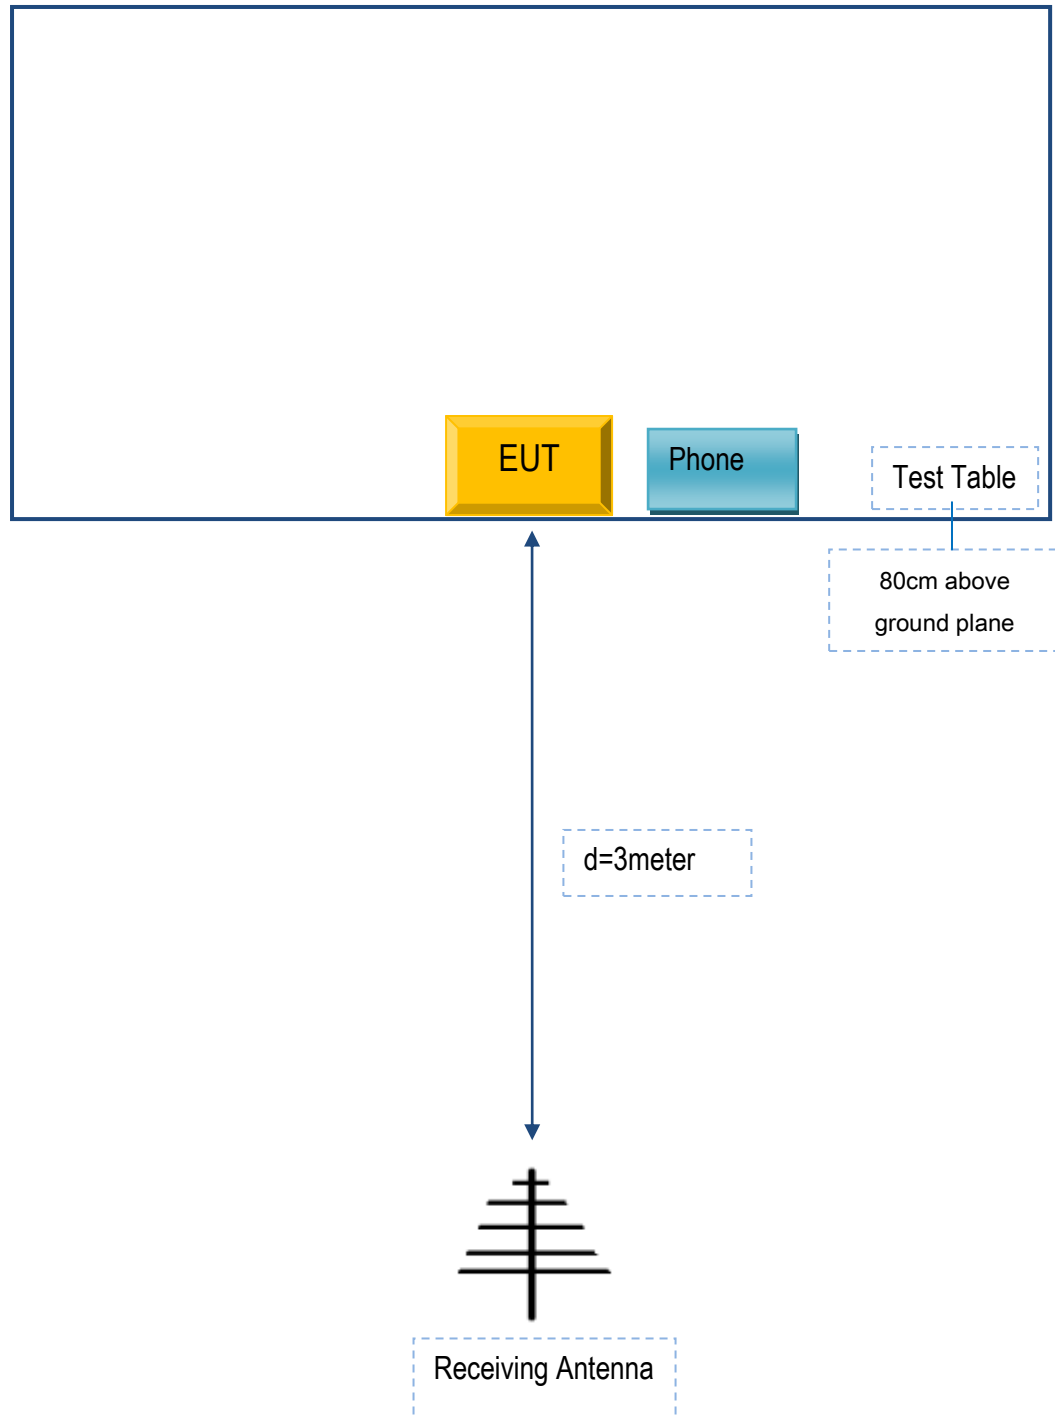 EUT
Phone
Test Table
80cm above
ground plane
d=3meter
Receiving Antenna